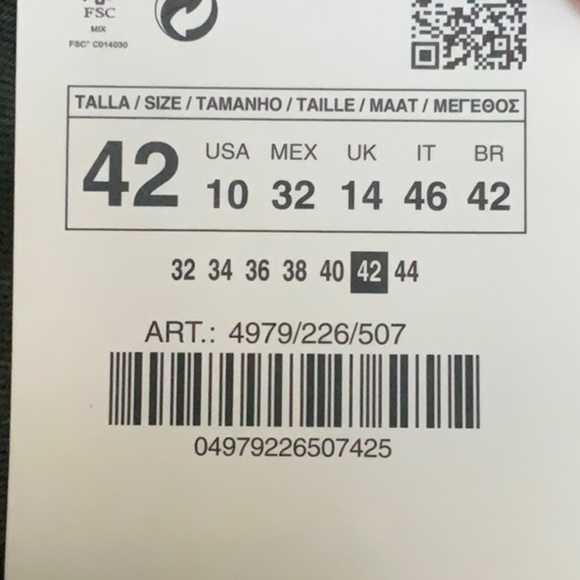 FSC
MIX
FSC® C014030
TALLA / SIZE / TAMANHO / TAILLE / MAAT / ΜΕΓΕΘΟΣ
42
USA MEX UK IT BR
10 32 14 46 42
32 34 36 38 40 42 44
ART.: 4979/226/507
04979226507425